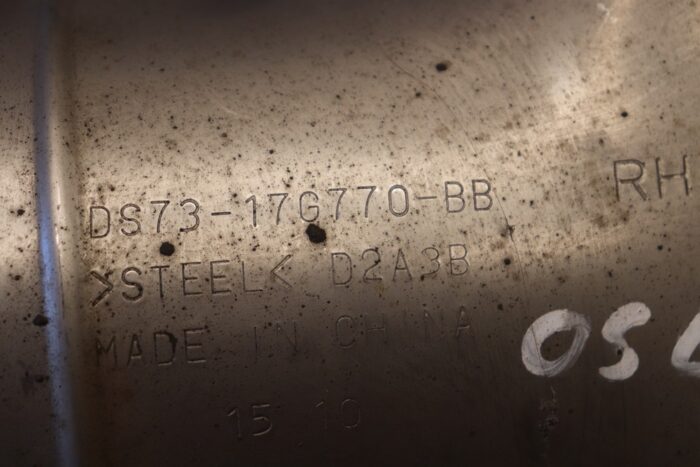 DS73-17G770-BB RH
>STEEL< D2A3B
MADE IN CHINA
15 10
OS